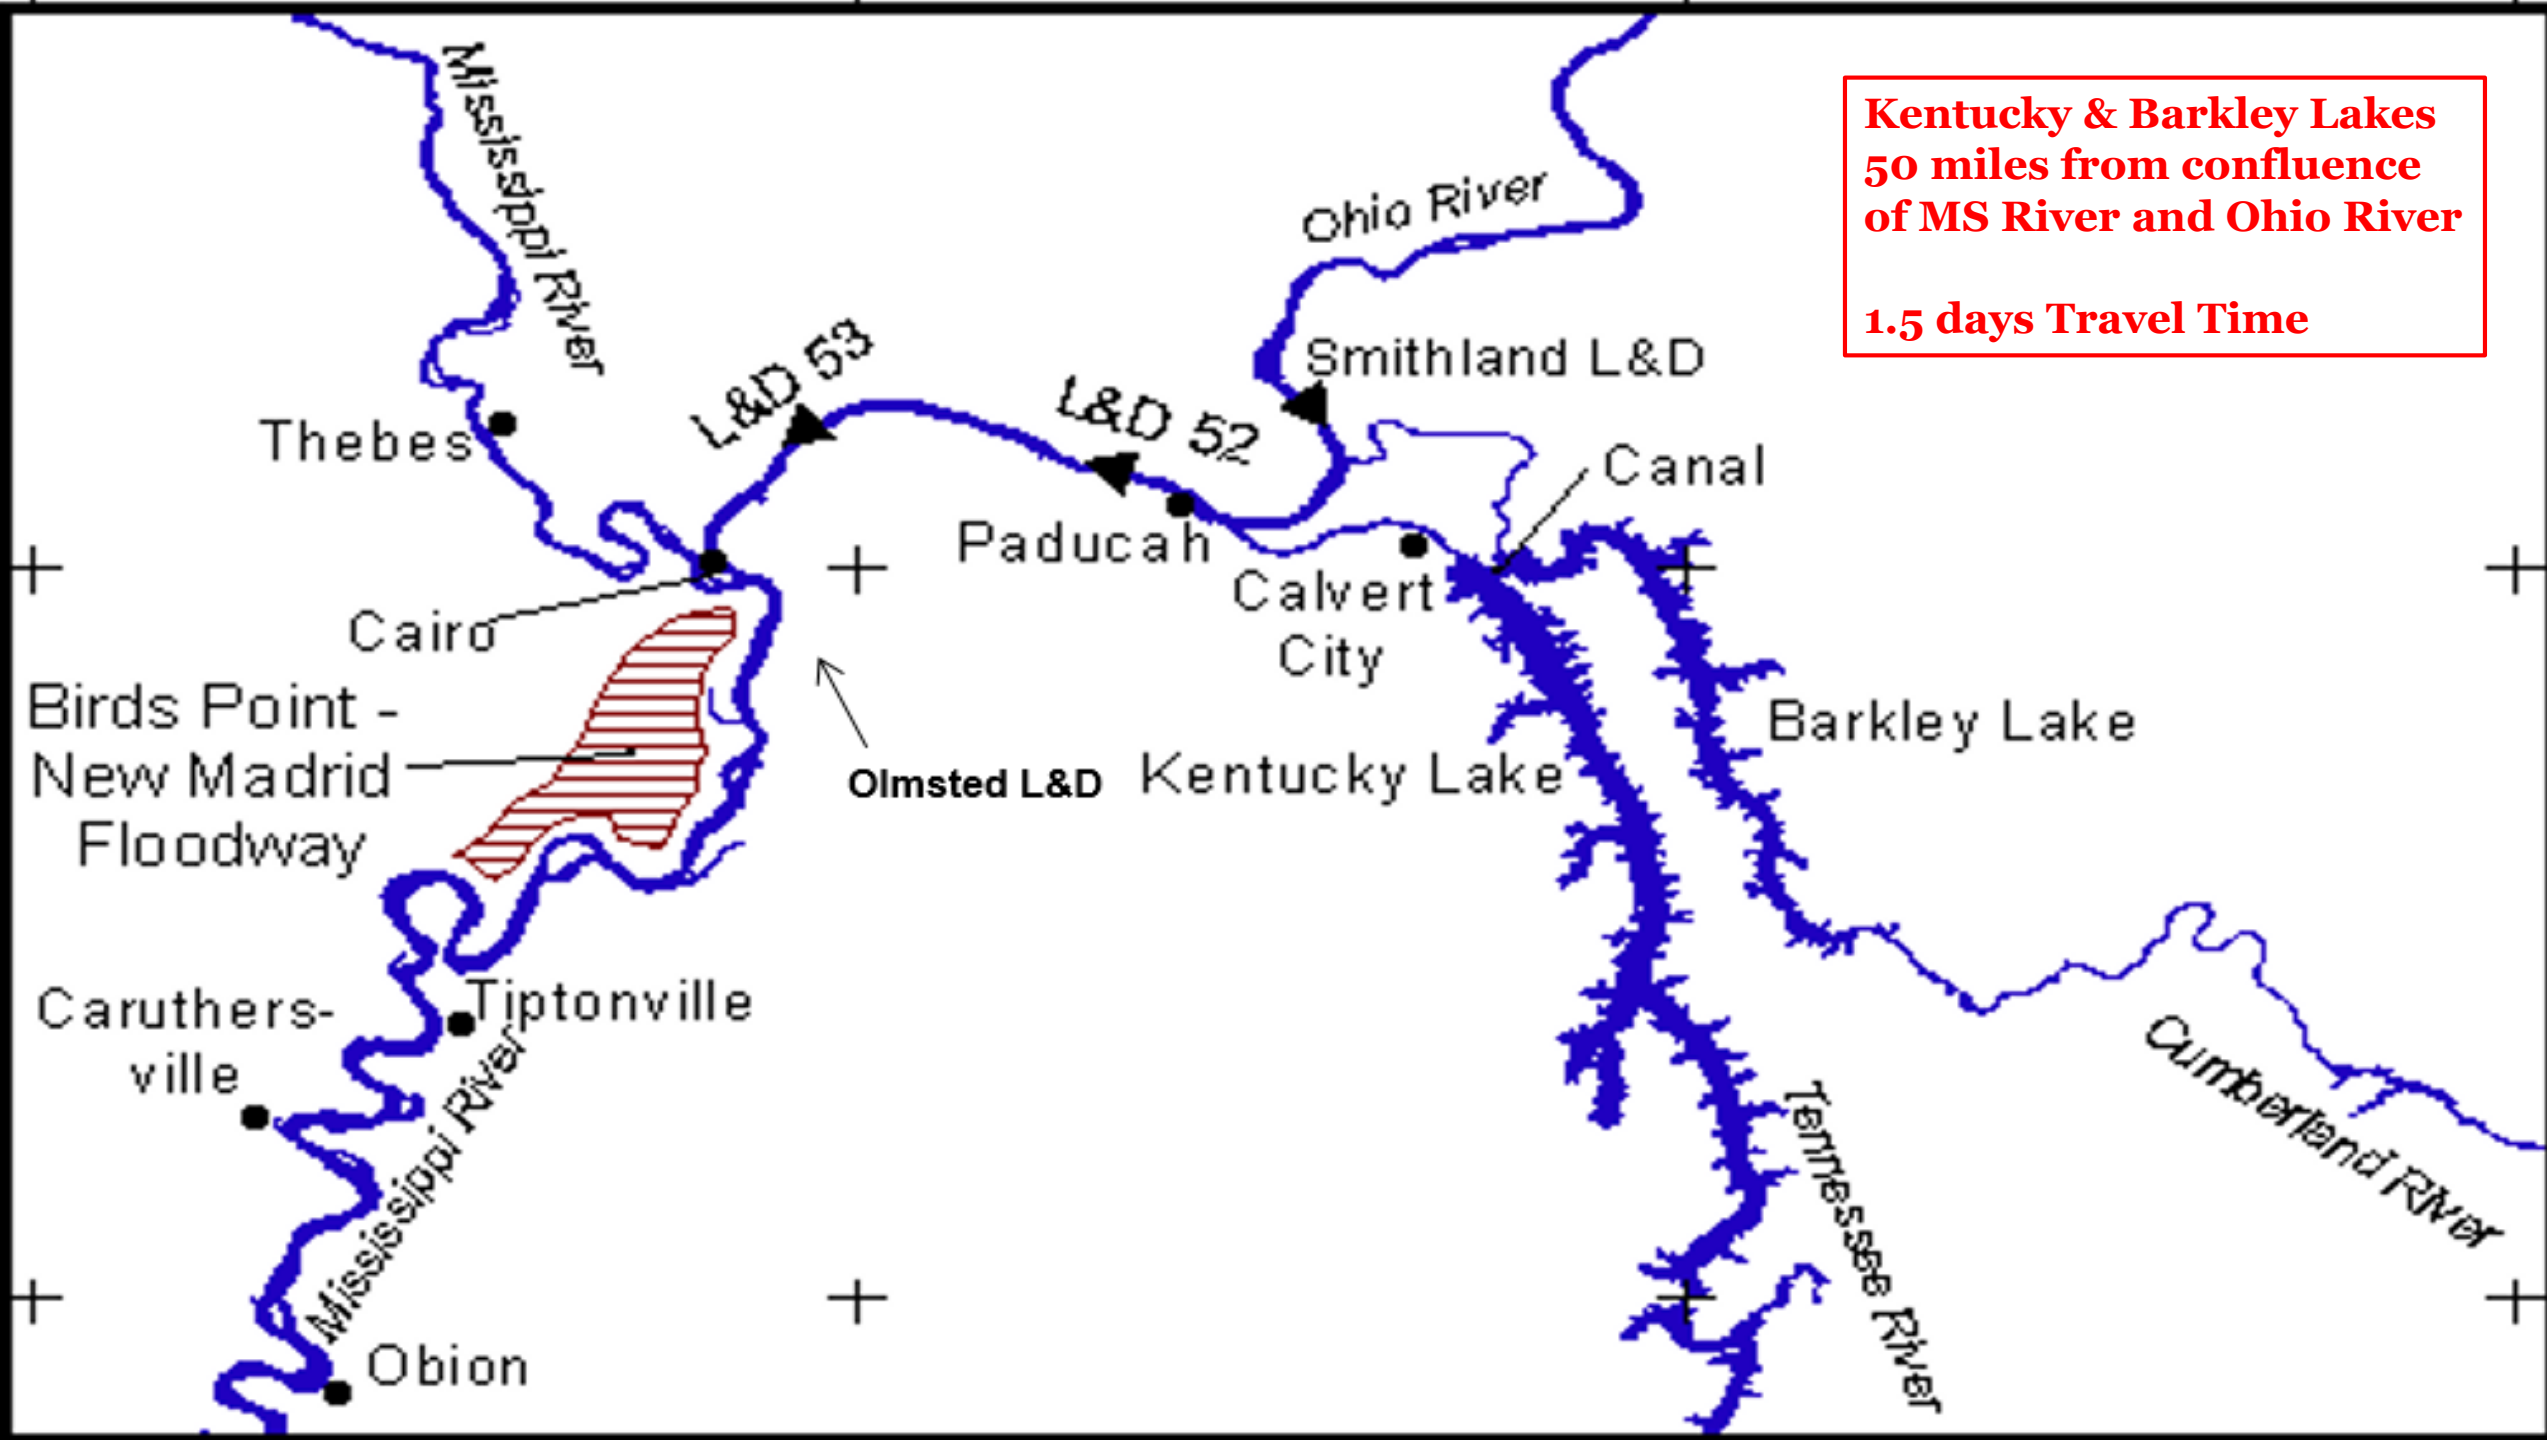 Mississippi River
Kentucky & Barkley Lakes
50 miles from confluence
of MS River and Ohio River
1.5 days Travel Time
Ohio River
L&D 53
Smithland L&D
L&D 52
Thebes
Canal
Paducah
Calvert
City
Cairo
Birds Point -
New Madrid
Floodway
Olmsted L&D
Kentucky Lake
Barkley Lake
Caruthers-
ville
Tiptonville
Mississippi River
Cumberland River
Tennessee River
Obion